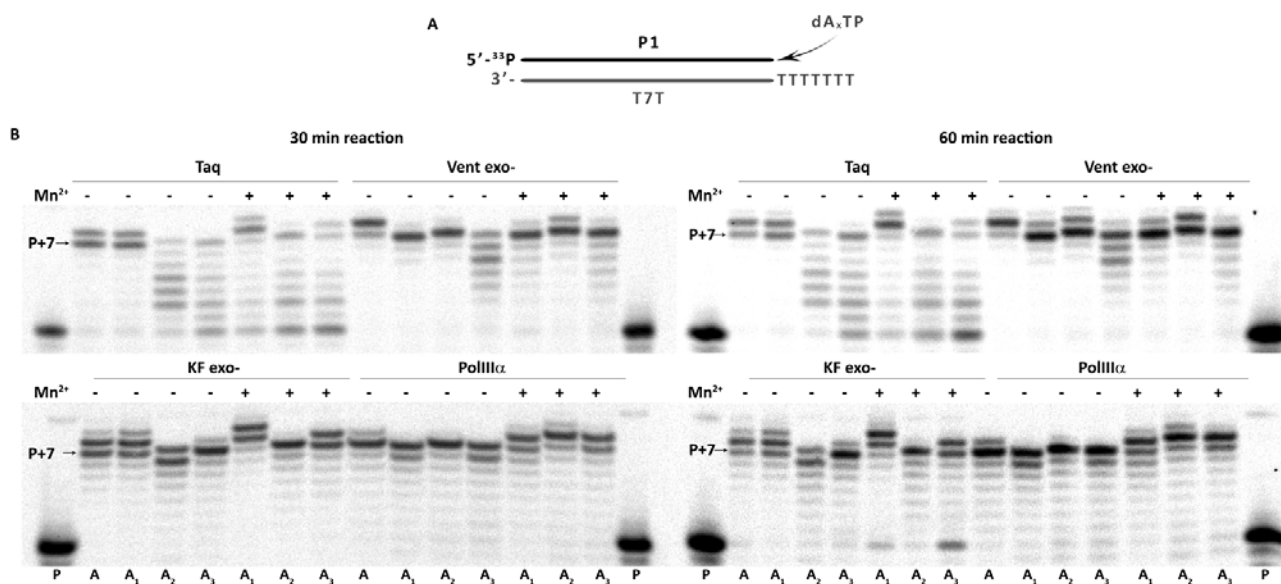 A
dAₓTP
P1
5’-³³P
3’-
TTTTTTT
T7T
B
30 min reaction
60 min reaction
Taq
Vent exo-
Taq
Vent exo-
Mn²⁺ - - - - + + + - - - - + + +
Mn²⁺ - - - - + + + - - - - + + +
P+7→
P+7→
KF exo-
PolIIIα
KF exo-
PolIIIα
Mn²⁺ - - - - + + + - - - - + + +
Mn²⁺ - - - - + + + - - - - + + +
P+7 →
P+7→
P A A₁ A₂ A₃ A₁ A₂ A₃ A A₁ A₂ A₃ A₁ A₂ A₃ P
P A A₁ A₂ A₃ A₁ A₂ A₃ A A₁ A₂ A₃ A₁ A₂ A₃ P